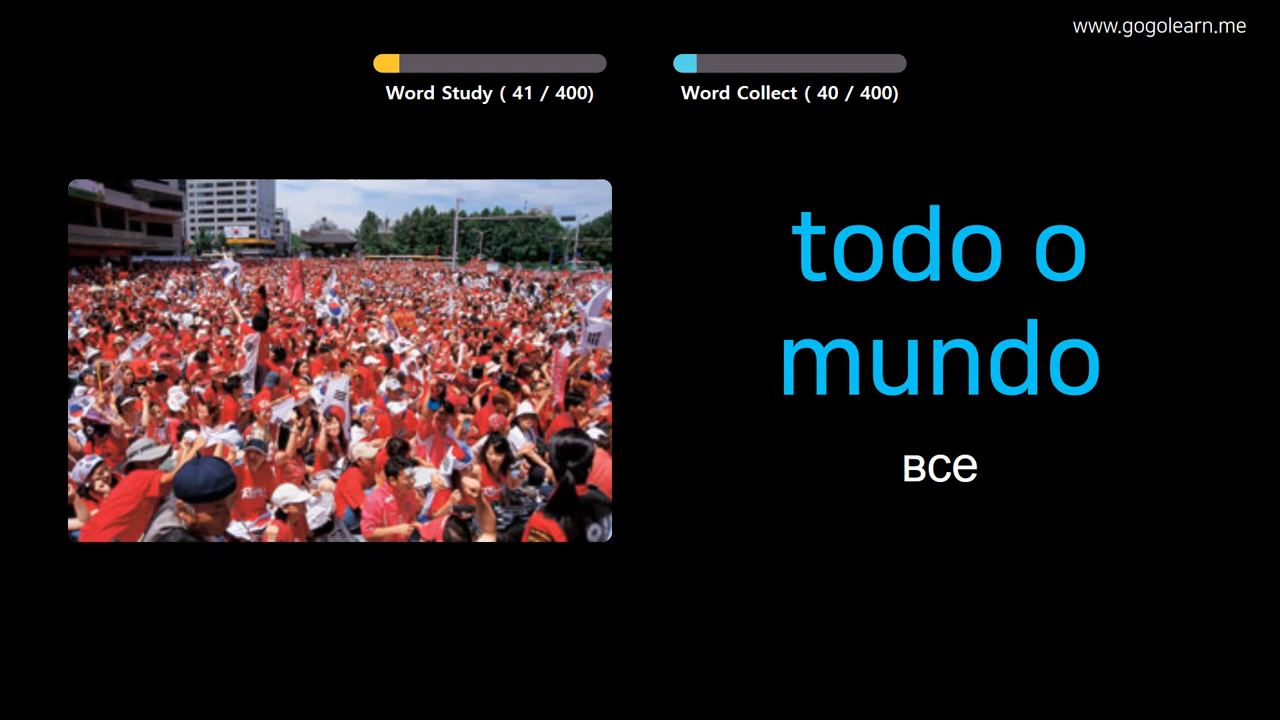 www.gogolearn.me
Word Study ( 41 / 400)
Word Collect ( 40 / 400)
todo o
mundo
все